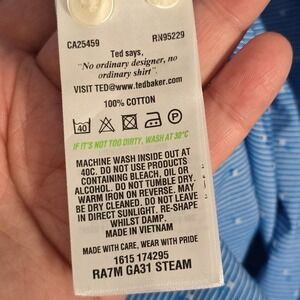 CA25459 RN95229
Ted says,
"No ordinary designer, no
ordinary shirt".
VISIT TED@www.tedbaker.com
100% COTTON
40 P
IF IT'S NOT TOO DIRTY, WASH AT 30°C
MACHINE WASH INSIDE OUT AT
40C. DO NOT USE PRODUCTS
CONTAINING BLEACH, OIL OR
ALCOHOL. DO NOT TUMBLE DRY.
WARM IRON ON REVERSE. MAY
BE DRY CLEANED. DO NOT DRY
IN DIRECT SUNLIGHT. RE-SHAPE
WHILST DAMP.
MADE IN VIETNAM
MADE WITH CARE, WEAR WITH PRIDE
1615 174295
RA7M GA31 STEAM